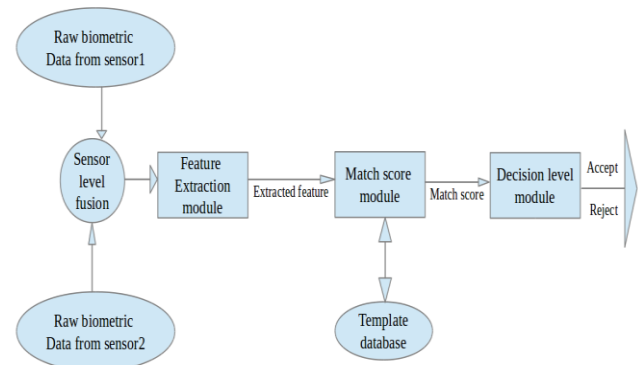 Raw biometric
Data from sensor1
Sensor
level
fusion
Feature
Extraction
module
Extracted feature
Match score
module
Match score
Decision level
module
Accept
Reject
Raw biometric
Data from sensor2
Template
database